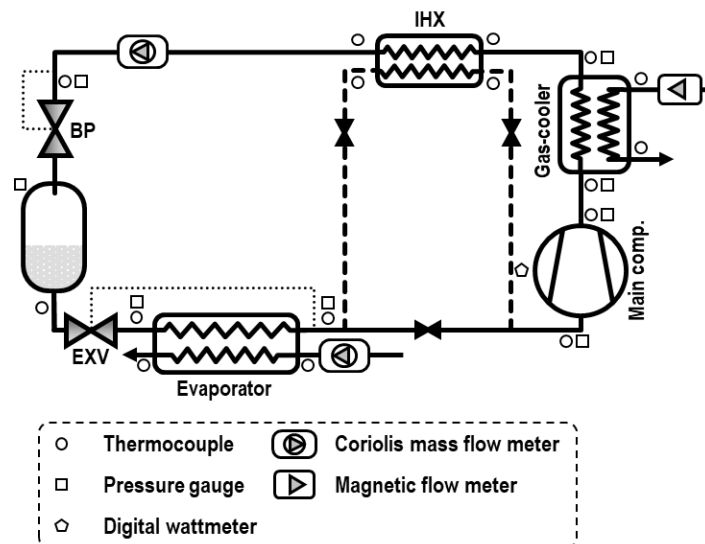 IHX
BP
Gas-cooler
Main comp.
EXV
Evaporator
Thermocouple
Coriolis mass flow meter
Pressure gauge
Magnetic flow meter
Digital wattmeter